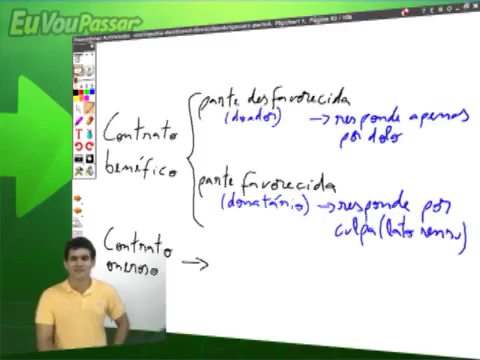 EuVouPassar
Contrato
benéfico
parte desfavorecida
(doador) → responde apenas
por dolo
parte favorecida
(donatário) → responde por
culpa (lato sensu)
Contrato
oneroso →